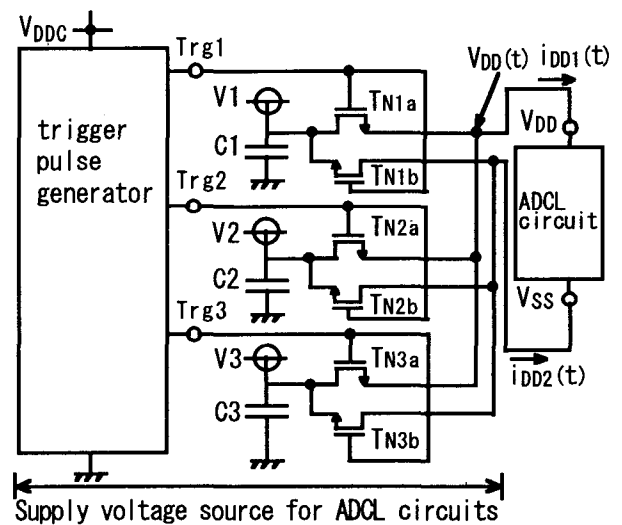 VDDC
Trg1
VDD(t) iDD1(t)
V1
TN1a
trigger
pulse
generator
C1
TN1b
VDD
Trg2
ADCL
circuit
V2
TN2a
C2
TN2b
VSS
Trg3
V3
TN3a
iDD2(t)
C3
TN3b
Supply voltage source for ADCL circuits